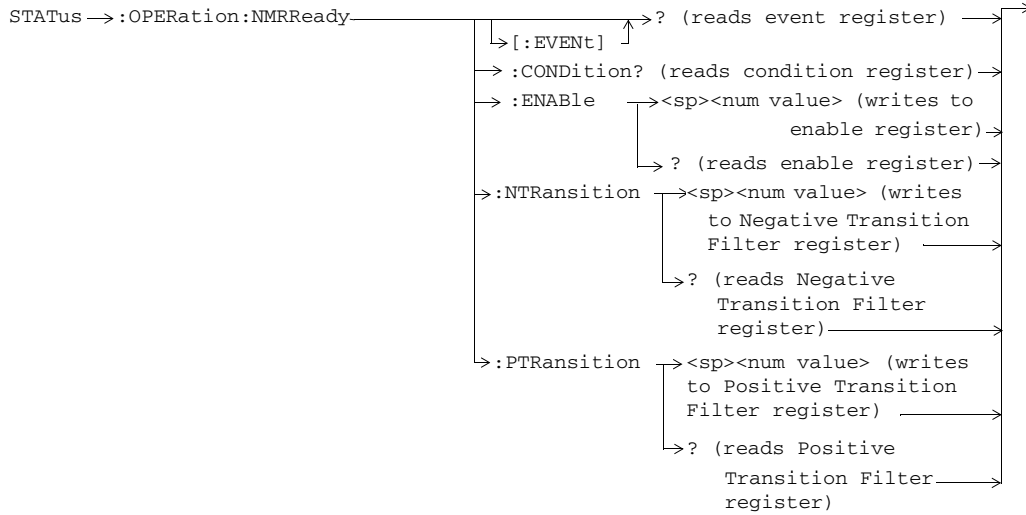 STATus :OPERation:NMRReady ? (reads event register)
[:EVENt]
:CONDition? (reads condition register)
:ENABle <sp><num value> (writes to
enable register)
? (reads enable register)
:NTRansition <sp><num value> (writes
to Negative Transition
Filter register)
? (reads Negative
Transition Filter
register)
:PTRansition <sp><num value> (writes
to Positive Transition
Filter register)
? (reads Positive
Transition Filter
register)